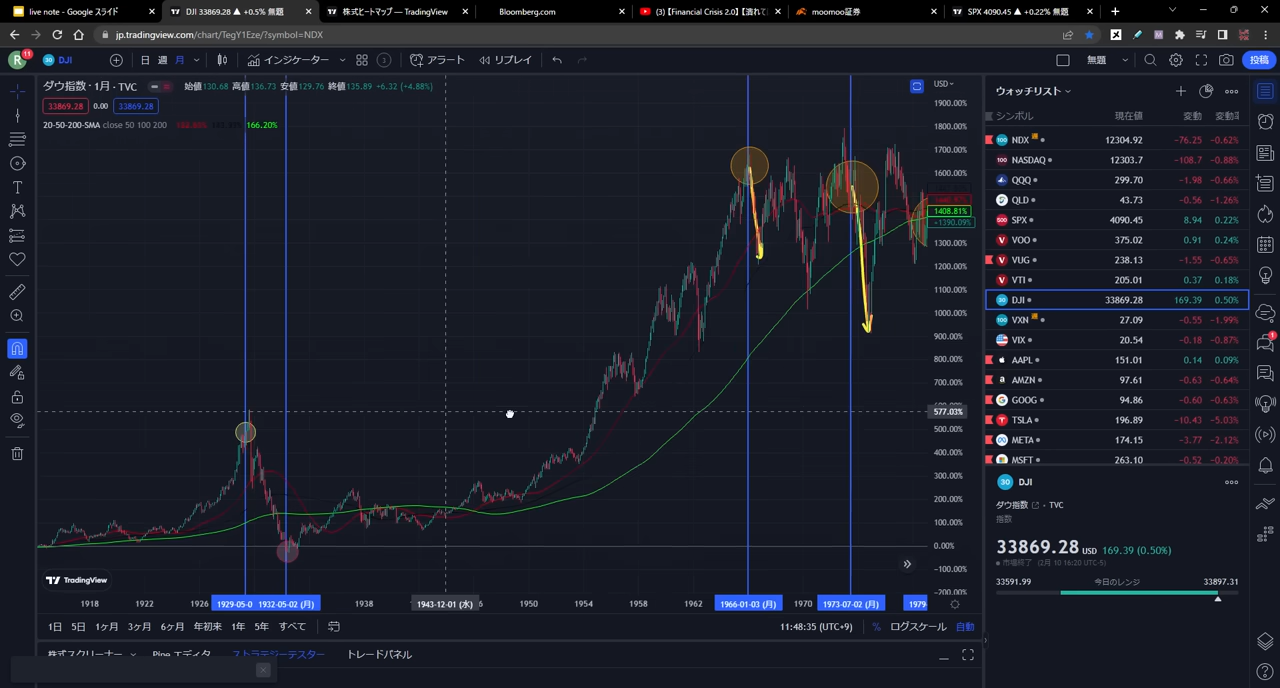 live note - Google スライド
DJI 33869.28 ▲ +0.5% 無題
株式ヒートマップ — TradingView
Bloomberg.com
(3) 【Financial Crisis 2.0】【潰れて
moomoo証券
SPX 4090.45 ▲ +0.22% 無題
jp.tradingview.com/chart/TegY1Eze/?symbol=NDX
R 11 DJI 日 週 月 インジケーター アラート リプレイ 無題 投稿
ダウ指数 · 1月 · TVC 始値130.68 高値136.73 安値129.76 終値135.89 +6.32 (+4.88%)
33869.28 0.00 33869.28
20-50-200-SMA close 50 100 200 166.20%
USD
1900.00%
1800.00%
1700.00%
1600.00%
1408.81%
+1390.09%
1300.00%
1200.00%
1100.00%
1000.00%
900.00%
800.00%
700.00%
577.03%
500.00%
400.00%
300.00%
200.00%
100.00%
0.00%
-100.00%
-200.00%
TradingView
1918 1922 1926 1929-05-0 1932-05-02 (月) 1938 1943-12-01 (水) 1950 1954 1958 1962 1966-01-03 (月) 1970 1973-07-02 (月) 1979
1日 5日 1ヶ月 3ヶ月 6ヶ月 年初来 1年 5年 すべて 11:48:35 (UTC+9) % ログスケール 自動
株式スクリーナー Pine エディタ ストラテジーテスター トレードパネル
ウォッチリスト
シンボル 現在値 変動 変動率
NDX 12304.92 -76.25 -0.62%
NASDAQ 12303.7 -108.7 -0.88%
QQQ 299.70 -1.98 -0.66%
QLD 43.73 -0.56 -1.26%
SPX 4090.45 8.94 0.22%
VOO 375.02 0.91 0.24%
VUG 238.13 -1.55 -0.65%
VTI 205.01 0.37 0.18%
DJI 33869.28 169.39 0.50%
VXN 27.09 -0.55 -1.99%
VIX 20.54 -0.18 -0.87%
AAPL 151.01 0.14 0.09%
AMZN 97.61 -0.63 -0.64%
GOOG 94.86 -0.60 -0.63%
TSLA 196.89 -10.43 -5.03%
META 174.15 -3.77 -2.12%
MSFT 263.10 -0.52 -0.20%
30 DJI
ダウ指数 · TVC
指数
33869.28 USD 169.39 (0.50%)
市場終了 (2月 10 16:20 UTC-5)
33591.99 今日のレンジ 33897.31